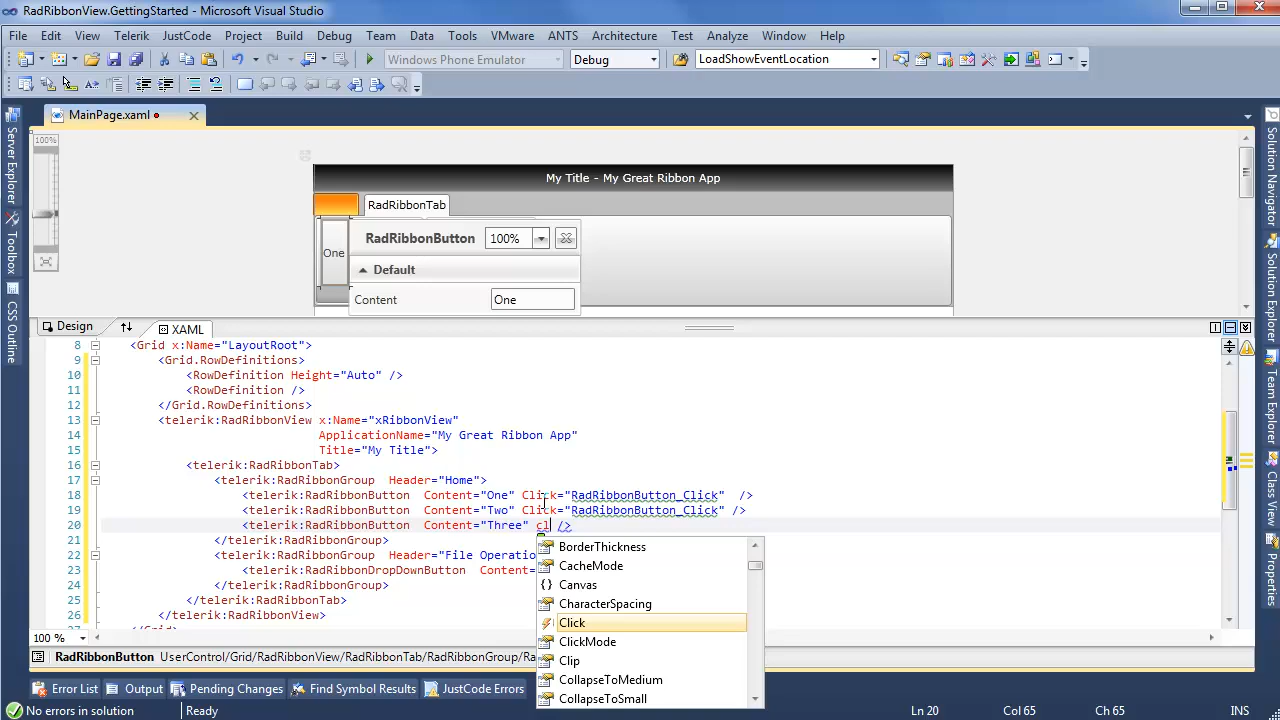 RadRibbonView.GettingStarted - Microsoft Visual Studio
File Edit View Telerik JustCode Project Build Debug Team Data Tools VMware ANTS Architecture Test Analyze Window Help
Windows Phone Emulator Debug LoadShowEventLocation
MainPage.xaml
Server Explorer
Toolbox
CSS Outline
100%
My Title - My Great Ribbon App
RadRibbonTab
One
RadRibbonButton 100%
Default
Content One
Solution Navigator
Solution Explorer
Team Explorer
Class View
Properties
Design XAML
8 <Grid x:Name="LayoutRoot">
9 <Grid.RowDefinitions>
10 <RowDefinition Height="Auto" />
11 <RowDefinition />
12 </Grid.RowDefinitions>
13 <telerik:RadRibbonView x:Name="xRibbonView"
14 ApplicationName="My Great Ribbon App"
15 Title="My Title">
16 <telerik:RadRibbonTab>
17 <telerik:RadRibbonGroup Header="Home">
18 <telerik:RadRibbonButton Content="One" Click="RadRibbonButton_Click" />
19 <telerik:RadRibbonButton Content="Two" Click="RadRibbonButton_Click" />
20 <telerik:RadRibbonButton Content="Three" cl />
21 </telerik:RadRibbonGroup>
22 <telerik:RadRibbonGroup Header="File Operatio
23 <telerik:RadRibbonDropDownButton Content=
24 </telerik:RadRibbonGroup>
25 </telerik:RadRibbonTab>
26 </telerik:RadRibbonView>
27 </Grid>
BorderThickness
CacheMode
Canvas
CharacterSpacing
Click
ClickMode
Clip
CollapseToMedium
CollapseToSmall
100 %
RadRibbonButton UserControl/Grid/RadRibbonView/RadRibbonTab/RadRibbonGroup/Ra
Error List Output Pending Changes Find Symbol Results JustCode Errors
No errors in solution Ready Ln 20 Col 65 Ch 65 INS